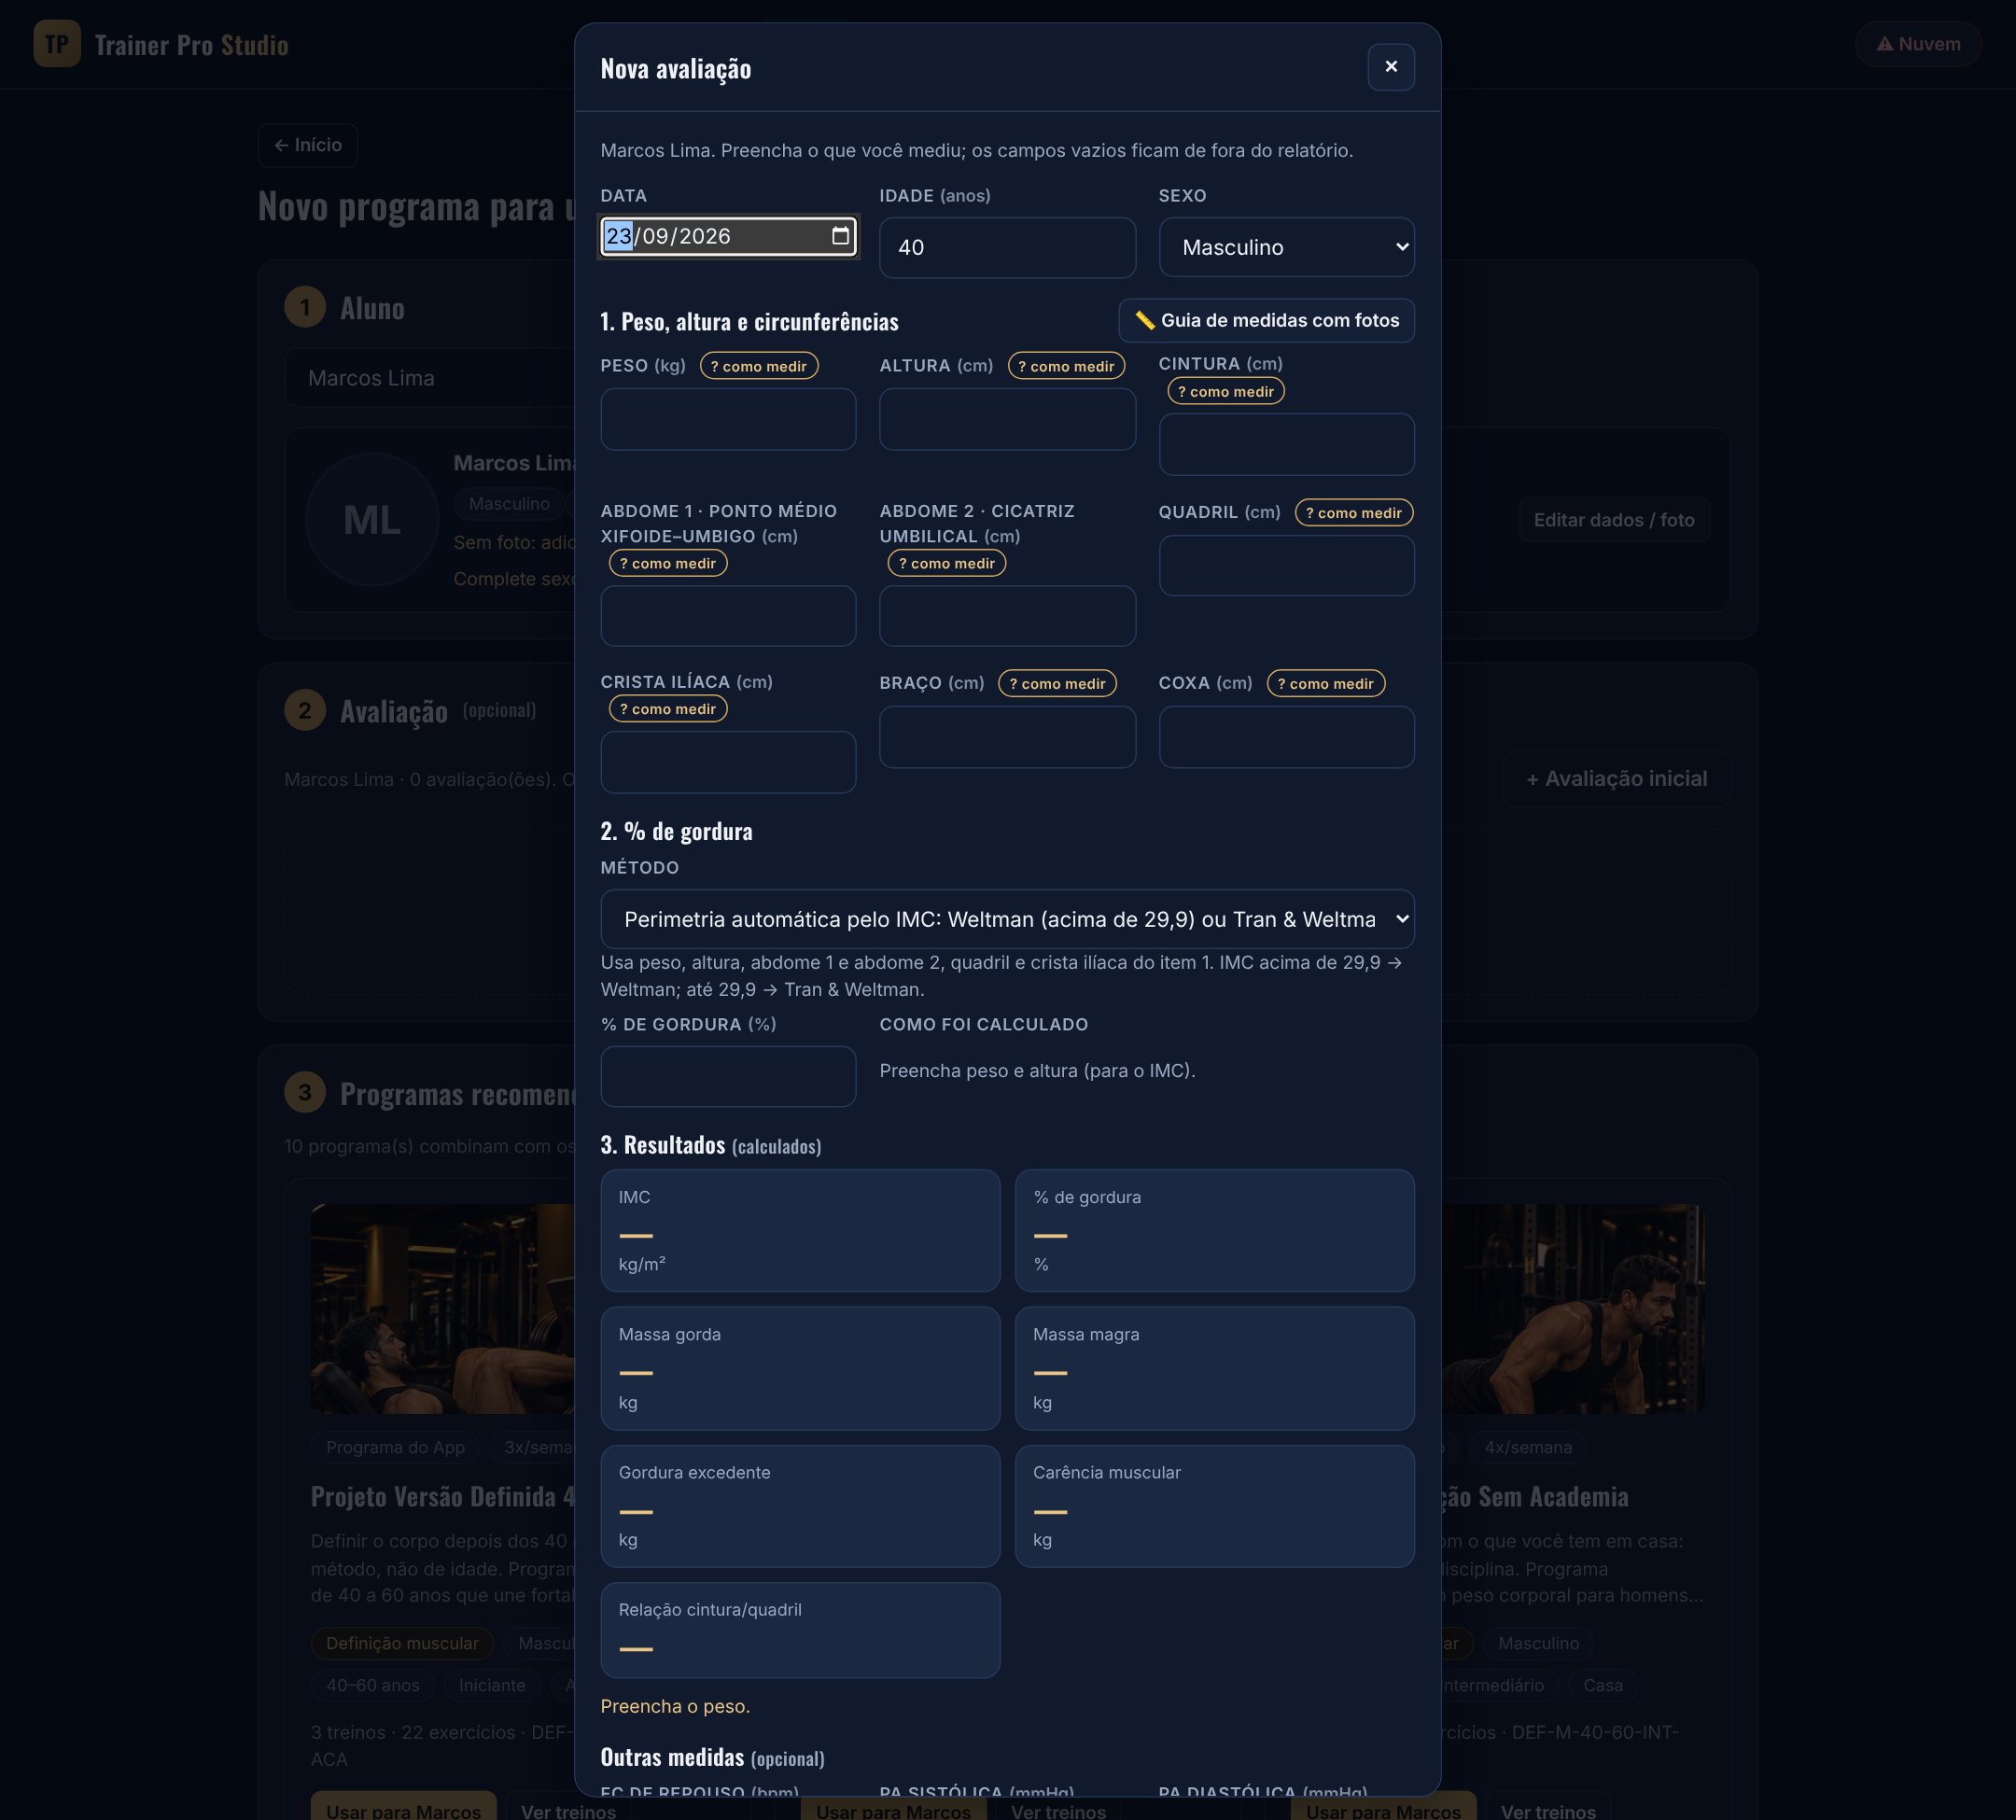 TP Trainer Pro Studio
⚠ Nuvem
← Início
Novo programa para
1 Aluno
Marcos Lima
ML
Marcos Lima
Masculino
Sem foto:
Complete
Editar dados / foto
2 Avaliação (opcional)
Marcos Lima · 0 avaliação(ões).
+ Avaliação inicial
3 Programas
10 programa(s) combinam com os
Programa do App
Projeto Versão Definida
Definir o corpo depois dos 40
método, não de idade.
de 40 a 60 anos que une
Definição muscular
40–60 anos Iniciante
3 treinos · 22 exercícios · DEF-
ACA
Usar para Marcos Ver treinos
Usar para Marcos Ver treinos
4x/semana
Sem Academia
o que você tem em casa:
Programa
peso corporal para homens...
Masculino
Casa
DEF-M-40-60-INT-
Usar para Marcos Ver treinos
Nova avaliação ×
Marcos Lima. Preencha o que você mediu; os campos vazios ficam de fora do relatório.
DATA IDADE (anos) SEXO
23/09/2026 40 Masculino
1. Peso, altura e circunferências 📏 Guia de medidas com fotos
PESO (kg) ? como medir
ALTURA (cm) ? como medir
CINTURA (cm)
? como medir
ABDOME 1 · PONTO MÉDIO
XIFOIDE–UMBIGO (cm)
? como medir
ABDOME 2 · CICATRIZ
UMBILICAL (cm)
? como medir
QUADRIL (cm) ? como medir
CRISTA ILÍACA (cm)
? como medir
BRAÇO (cm) ? como medir
COXA (cm) ? como medir
2. % de gordura
MÉTODO
Perimetria automática pelo IMC: Weltman (acima de 29,9) ou Tran & Weltma
Usa peso, altura, abdome 1 e abdome 2, quadril e crista ilíaca do item 1. IMC acima de 29,9 →
Weltman; até 29,9 → Tran & Weltman.
% DE GORDURA (%) COMO FOI CALCULADO
Preencha peso e altura (para o IMC).
3. Resultados (calculados)
IMC
—
kg/m²
% de gordura
—
%
Massa gorda
—
kg
Massa magra
—
kg
Gordura excedente
—
kg
Carência muscular
—
kg
Relação cintura/quadril
—
Preencha o peso.
Outras medidas (opcional)
FC DE REPOUSO (bpm) PA SISTÓLICA (mmHg) PA DIASTÓLICA (mmHg)